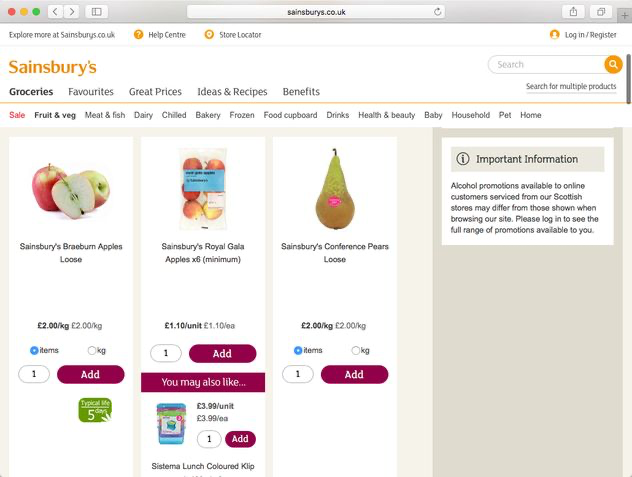 sainsburys.co.uk
Explore more at Sainsburys.co.uk
Help Centre
Store Locator
Log in / Register
Sainsbury's
Search
Groceries
Favourites
Great Prices
Ideas & Recipes
Benefits
Search for multiple products
Sale
Fruit & veg
Meat & fish
Dairy
Chilled
Bakery
Frozen
Food cupboard
Drinks
Health & beauty
Baby
Household
Pet
Home
Sainsbury's Braeburn Apples
Loose
£2.00/kg £2.00/kg
items
kg
1
Add
Typical life
5 days
Sainsbury's Royal Gala
Apples x6 (minimum)
£1.10/unit £1.10/ea
1
Add
You may also like...
£3.99/unit
£3.99/ea
1
Add
Sistema Lunch Coloured Klip
Sainsbury's Conference Pears
Loose
£2.00/kg £2.00/kg
items
kg
1
Add
Important Information
Alcohol promotions available to online
customers serviced from our Scottish
stores may differ from those shown when
browsing our site. Please log in to see the
full range of promotions available to you.